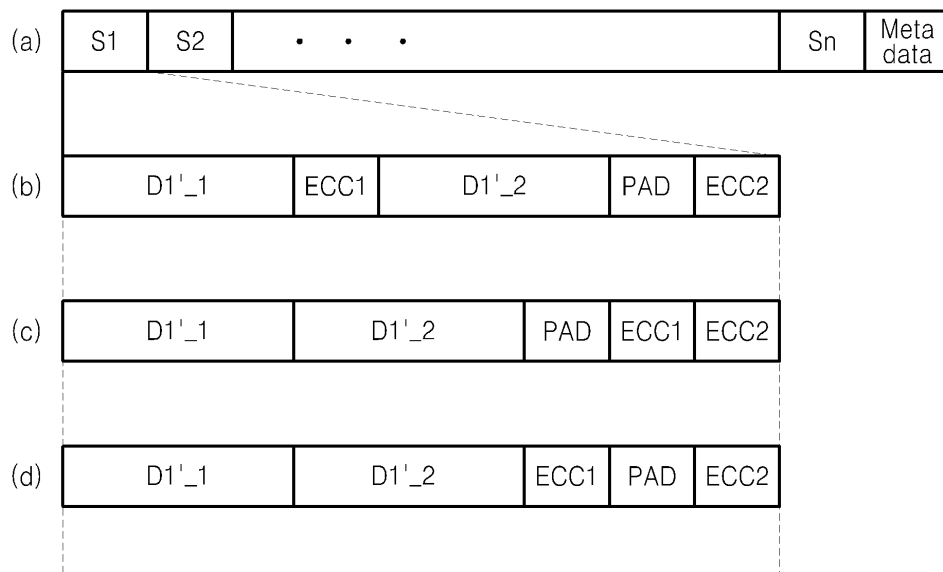 (a) S1 S2 . . . Sn Meta data
(b) D1'_1 ECC1 D1'_2 PAD ECC2
(c) D1'_1 D1'_2 PAD ECC1 ECC2
(d) D1'_1 D1'_2 ECC1 PAD ECC2